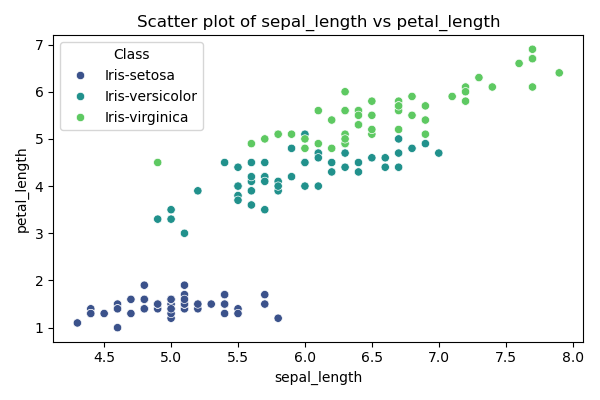 Scatter plot of sepal_length vs petal_length
Class
Iris-setosa
Iris-versicolor
Iris-virginica
7
6
5
4
3
2
1
petal_length
4.5 5.0 5.5 6.0 6.5 7.0 7.5 8.0
sepal_length